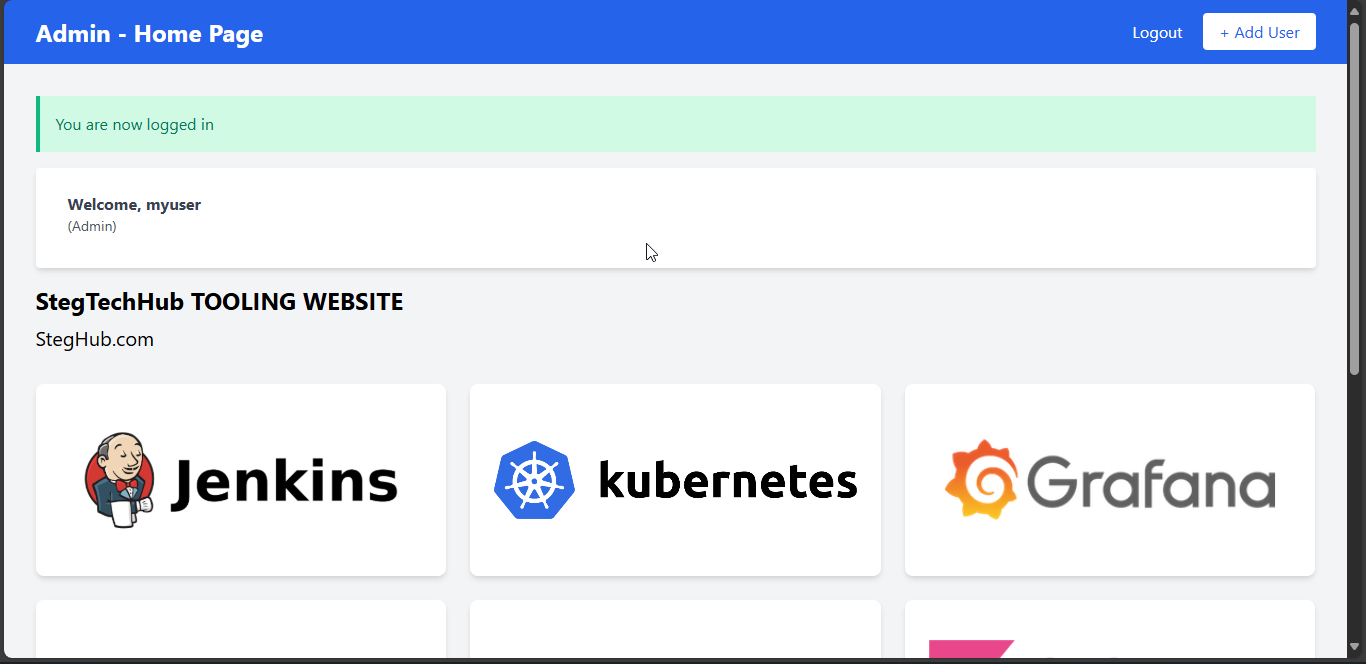 Admin - Home Page
Logout
+ Add User
You are now logged in
Welcome, myuser
(Admin)
StegTechHub TOOLING WEBSITE
StegHub.com
Jenkins
kubernetes
Grafana